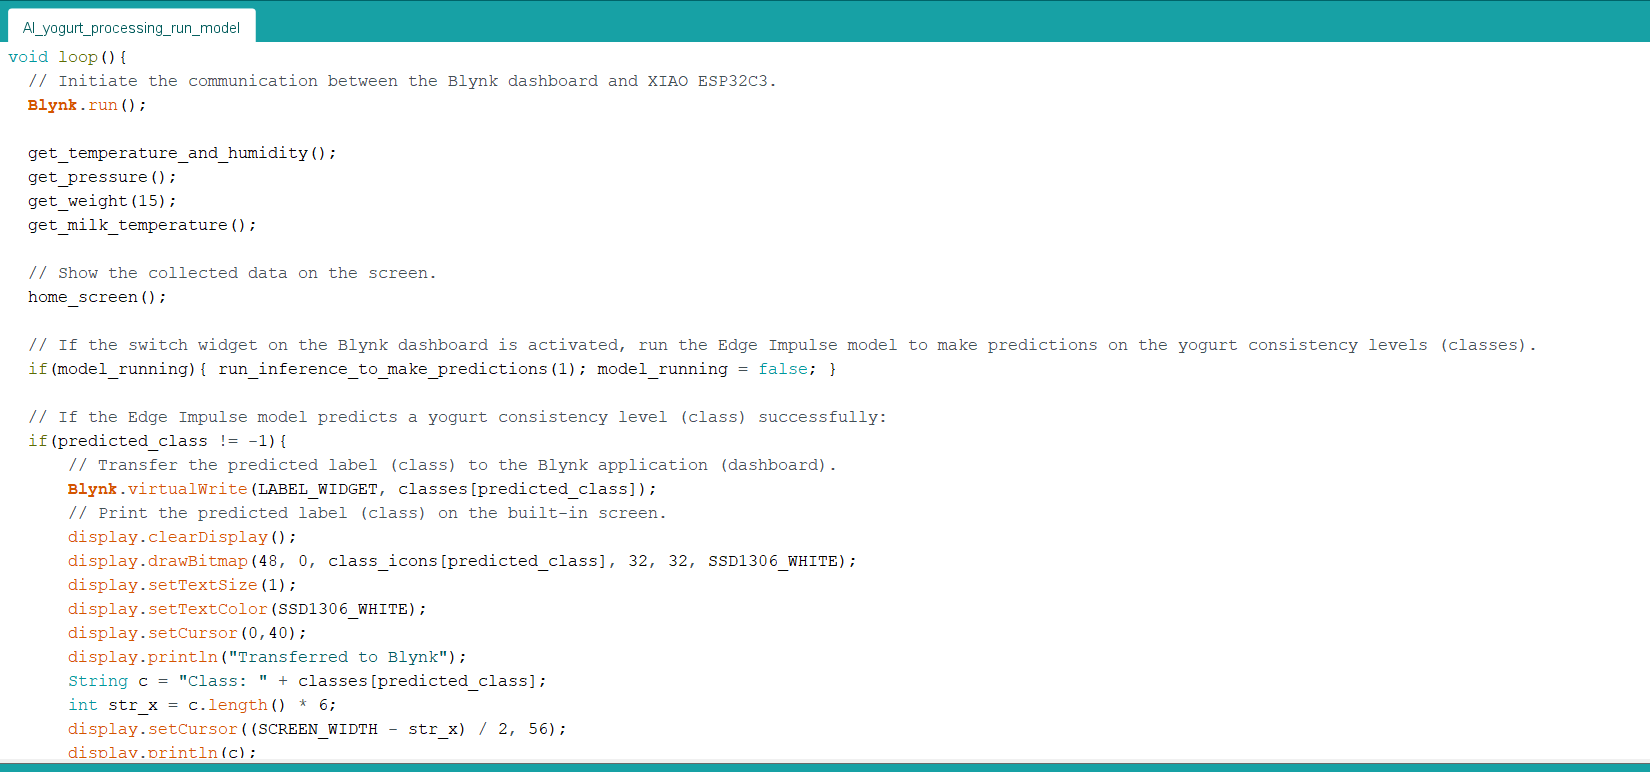 AI_yogurt_processing_run_model
void loop(){
  // Initiate the communication between the Blynk dashboard and XIAO ESP32C3.
  Blynk.run();
  get_temperature_and_humidity();
  get_pressure();
  get_weight(15);
  get_milk_temperature();
  // Show the collected data on the screen.
  home_screen();
  // If the switch widget on the Blynk dashboard is activated, run the Edge Impulse model to make predictions on the yogurt consistency levels (classes).
  if(model_running){ run_inference_to_make_predictions(1); model_running = false; }
  // If the Edge Impulse model predicts a yogurt consistency level (class) successfully:
  if(predicted_class != -1){
      // Transfer the predicted label (class) to the Blynk application (dashboard).
      Blynk.virtualWrite(LABEL_WIDGET, classes[predicted_class]);
      // Print the predicted label (class) on the built-in screen.
      display.clearDisplay();
      display.drawBitmap(48, 0, class_icons[predicted_class], 32, 32, SSD1306_WHITE);
      display.setTextSize(1);
      display.setTextColor(SSD1306_WHITE);
      display.setCursor(0,40);
      display.println("Transferred to Blynk");
      String c = "Class: " + classes[predicted_class];
      int str_x = c.length() * 6;
      display.setCursor((SCREEN_WIDTH - str_x) / 2, 56);
      display.println(c);